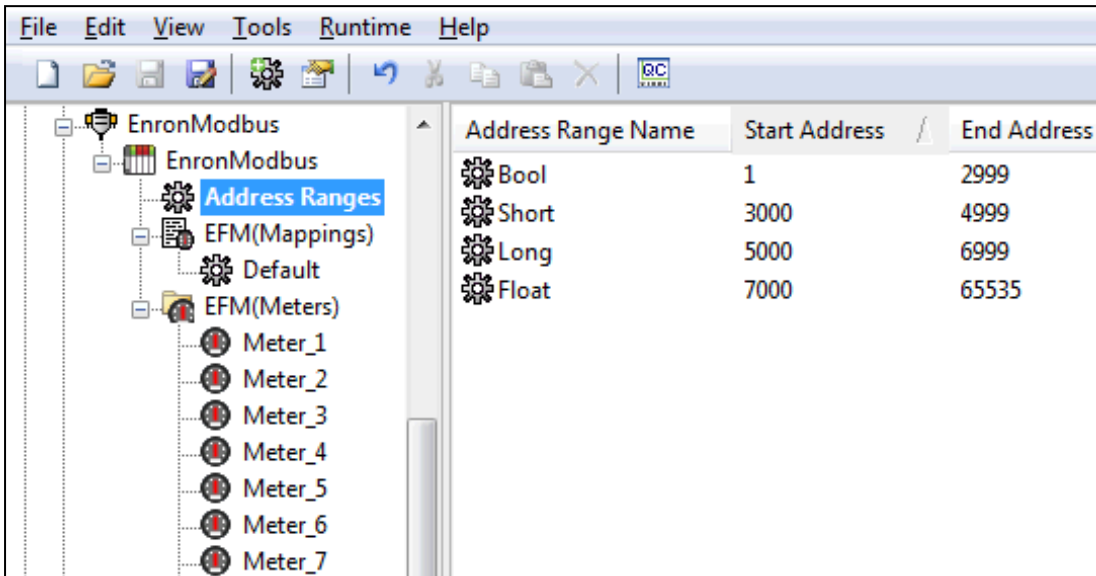 File Edit View Tools Runtime Help
QC
EnronModbus
EnronModbus
Address Ranges
EFM(Mappings)
Default
EFM(Meters)
Meter_1
Meter_2
Meter_3
Meter_4
Meter_5
Meter_6
Meter_7
Address Range Name Start Address End Address
Bool 1 2999
Short 3000 4999
Long 5000 6999
Float 7000 65535